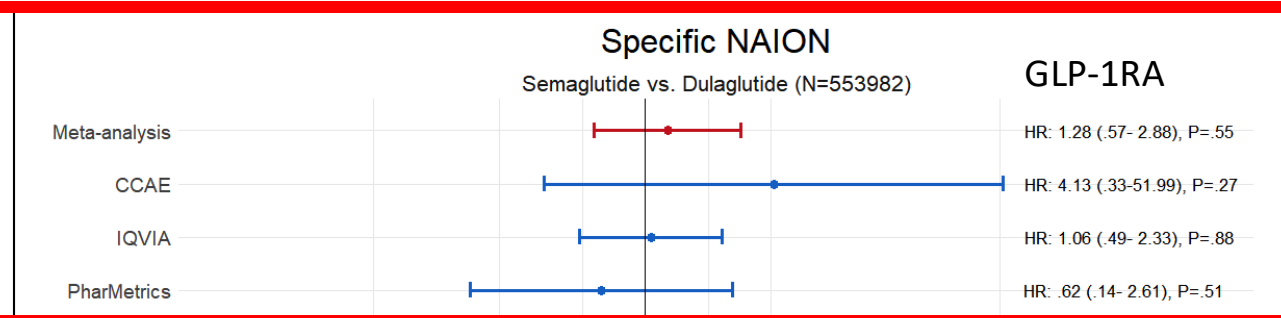 Specific NAION
Semaglutide vs. Dulaglutide (N=553982)
GLP-1RA
Meta-analysis HR: 1.28 (.57- 2.88), P=.55
CCAE HR: 4.13 (.33-51.99), P=.27
IQVIA HR: 1.06 (.49- 2.33), P=.88
PharMetrics HR: .62 (.14- 2.61), P=.51